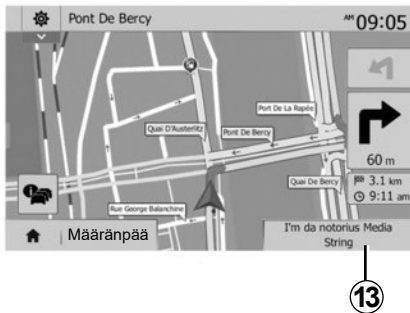 Pont De Bercy
AM 09:05
Port De La Rapée
Quai D'Austerlitz
Pont De Bercy
60 m
Quai De Bercy
3.1 km
9:11 am
Rue George Balanchine
Määränpää
I'm da notorius Media
String
13